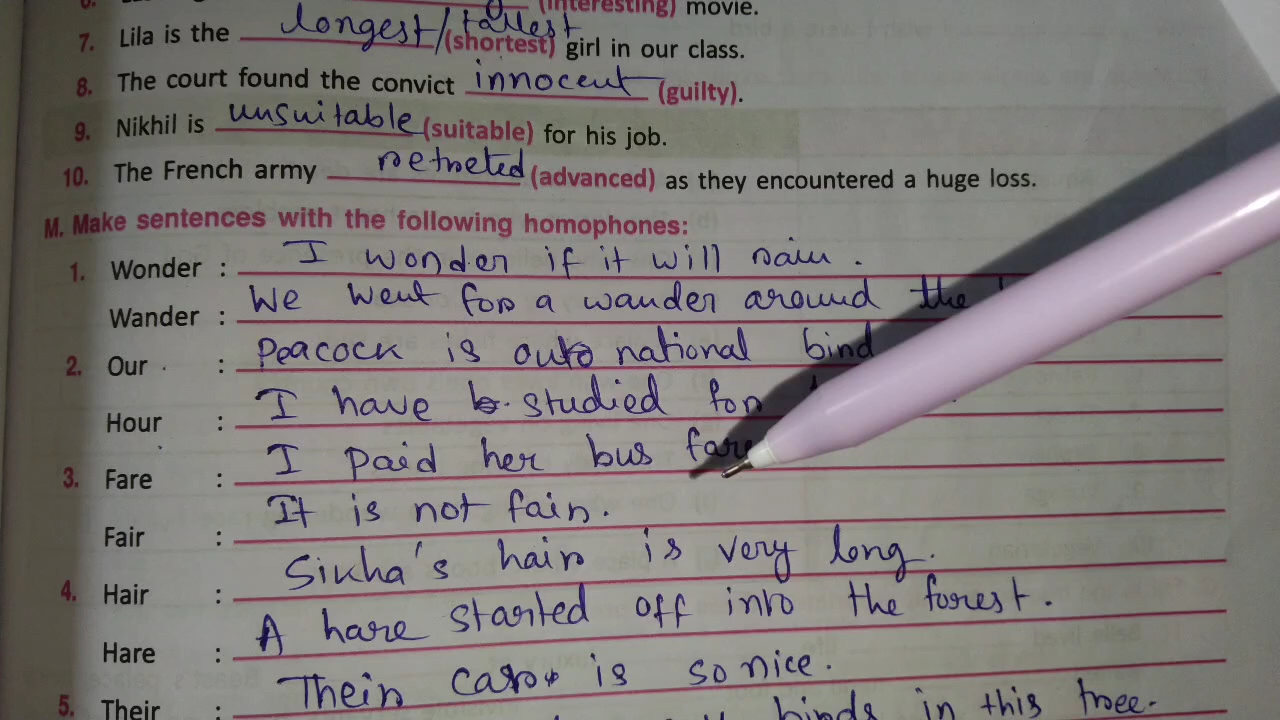 (interesting) movie.
7. Lila is the longest/tallest (shortest) girl in our class.
8. The court found the convict innocent (guilty).
9. Nikhil is unsuitable (suitable) for his job.
10. The French army retreted (advanced) as they encountered a huge loss.
M. Make sentences with the following homophones:
1. Wonder : I wonder if it will rain.
Wander : We went for a wander around the
2. Our : Peacock is our national bird
Hour : I have studied for
3. Fare : I paid her bus fare
Fair : It is not fair.
4. Hair : Sikha's hair is very long.
Hare : A hare started off into the forest.
5. Their : Their car is so nice.
birds in this tree.